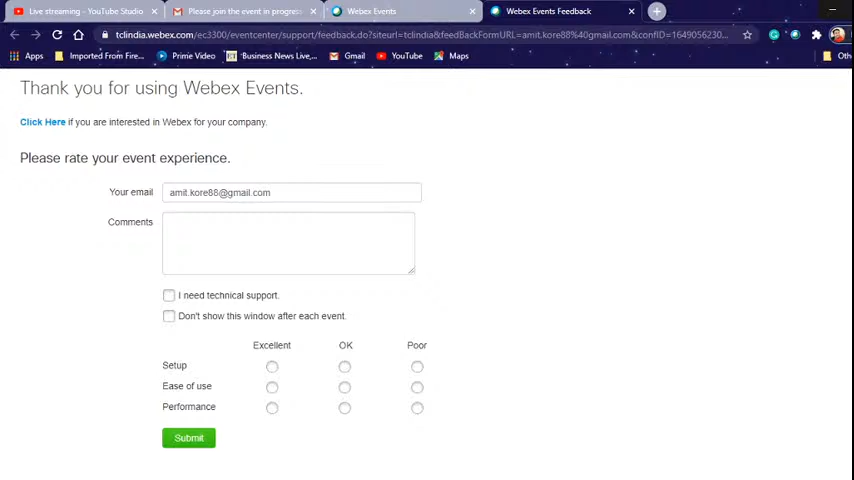 Live streaming - YouTube Studio
Please join the event in progress
Webex Events
Webex Events Feedback
tclindia.webex.com/ec3300/eventcenter/support/feedback.do?siteurl=tclindia&feedBackFormURL=amit.kore88%40gmail.com&confID=1649056230...
Apps
Imported From Fire...
Prime Video
ET
'Business News Live,...
Gmail
YouTube
Maps
Oth
Thank you for using Webex Events.
Click Here if you are interested in Webex for your company.
Please rate your event experience.
Your email
amit.kore88@gmail.com
Comments
I need technical support.
Don't show this window after each event.
Excellent OK Poor
Setup
Ease of use
Performance
Submit